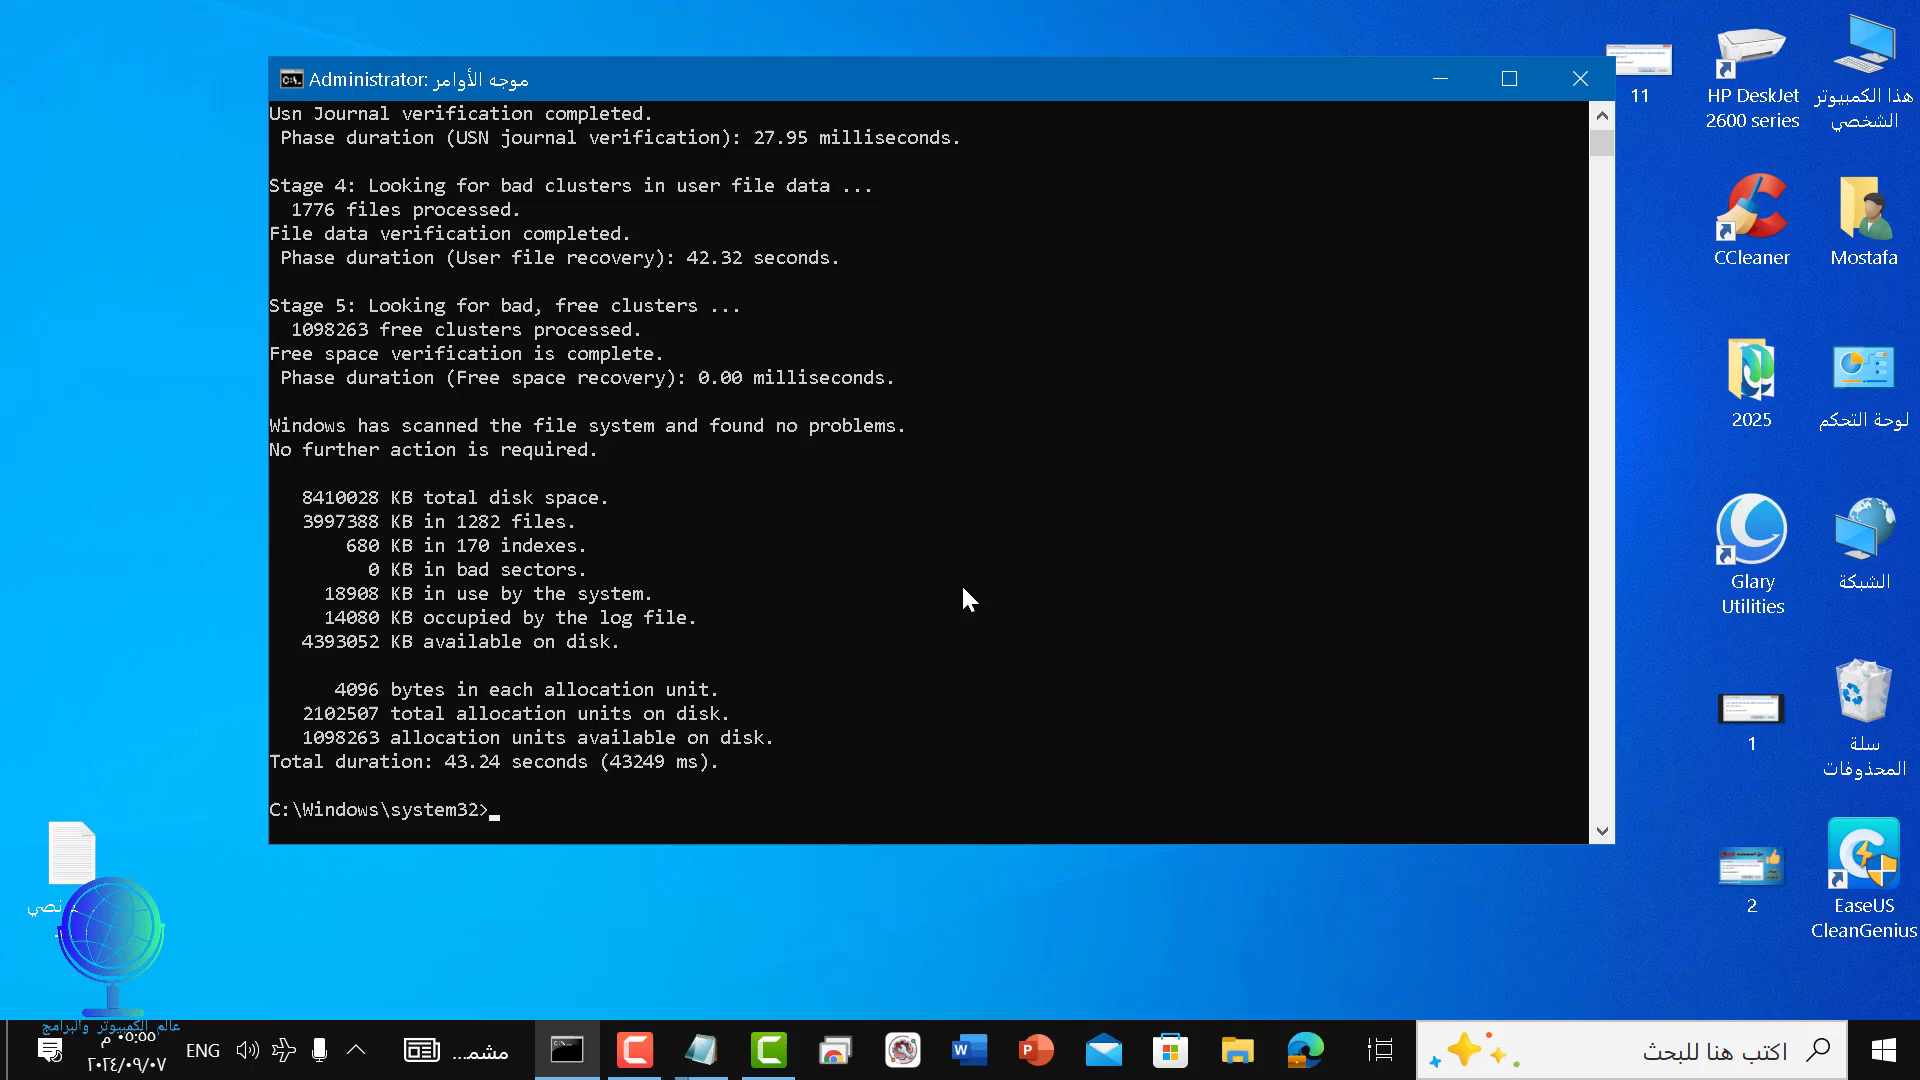 Administrator: موجه الأوامر
Usn Journal verification completed.
Phase duration (USN journal verification): 27.95 milliseconds.
Stage 4: Looking for bad clusters in user file data ...
1776 files processed.
File data verification completed.
Phase duration (User file recovery): 42.32 seconds.
Stage 5: Looking for bad, free clusters ...
1098263 free clusters processed.
Free space verification is complete.
Phase duration (Free space recovery): 0.00 milliseconds.
Windows has scanned the file system and found no problems.
No further action is required.
8410028 KB total disk space.
3997388 KB in 1282 files.
680 KB in 170 indexes.
0 KB in bad sectors.
18908 KB in use by the system.
14080 KB occupied by the log file.
4393052 KB available on disk.
4096 bytes in each allocation unit.
2102507 total allocation units on disk.
1098263 allocation units available on disk.
Total duration: 43.24 seconds (43249 ms).
C:\Windows\system32>
11
HP DeskJet
2600 series
هذا الكمبيوتر
الشخصي
CCleaner
Mostafa
2025
لوحة التحكم
Glary
Utilities
الشبكة
1
سلة
المحذوفات
2
EaseUS
CleanGenius
نصي
عالم الكمبيوتر والبرامج
٠٥:٠٥ م
٢٠٢٤/٠٩/٠٧
ENG
مشم...
اكتب هنا للبحث